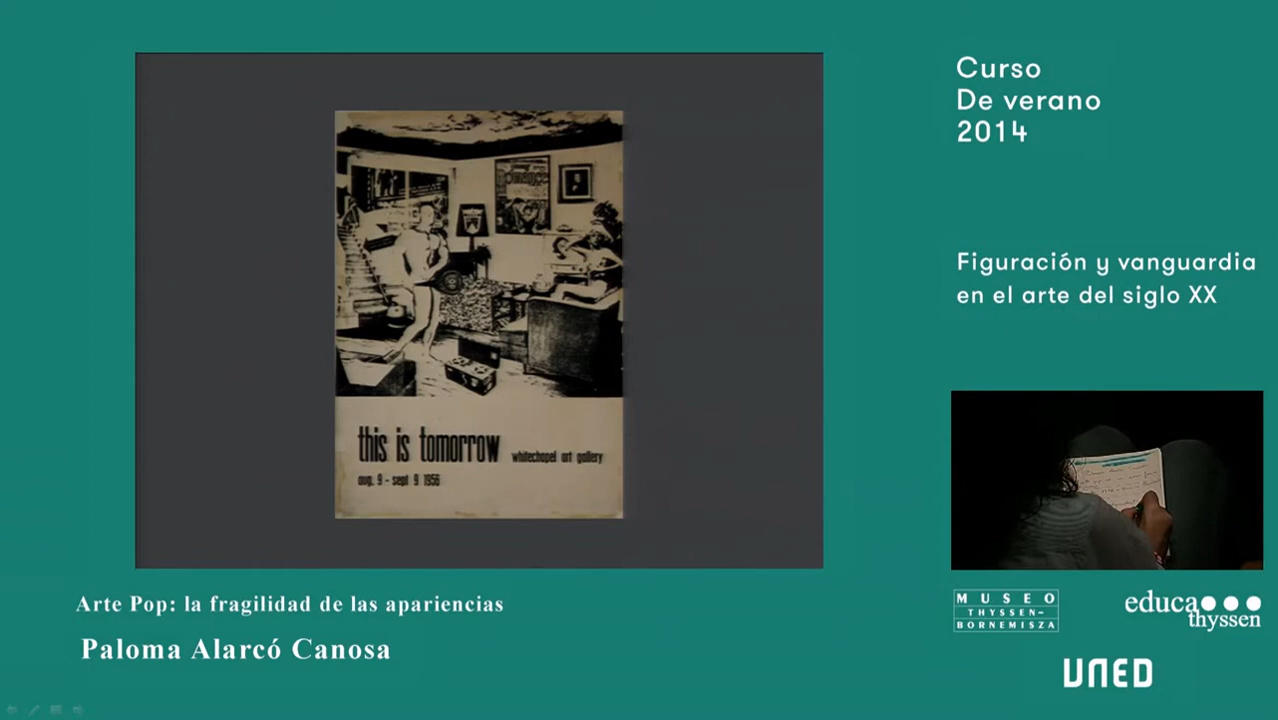 Curso
De verano
2014
Figuración y vanguardia
en el arte del siglo XX
Romance
this is tomorrow whitechapel art gallery
aug. 9 - sept 9 1956
Arte Pop: la fragilidad de las apariencias
Paloma Alarcó Canosa
MUSEO
THYSSEN-
BORNEMISZA
educa
thyssen
UNED